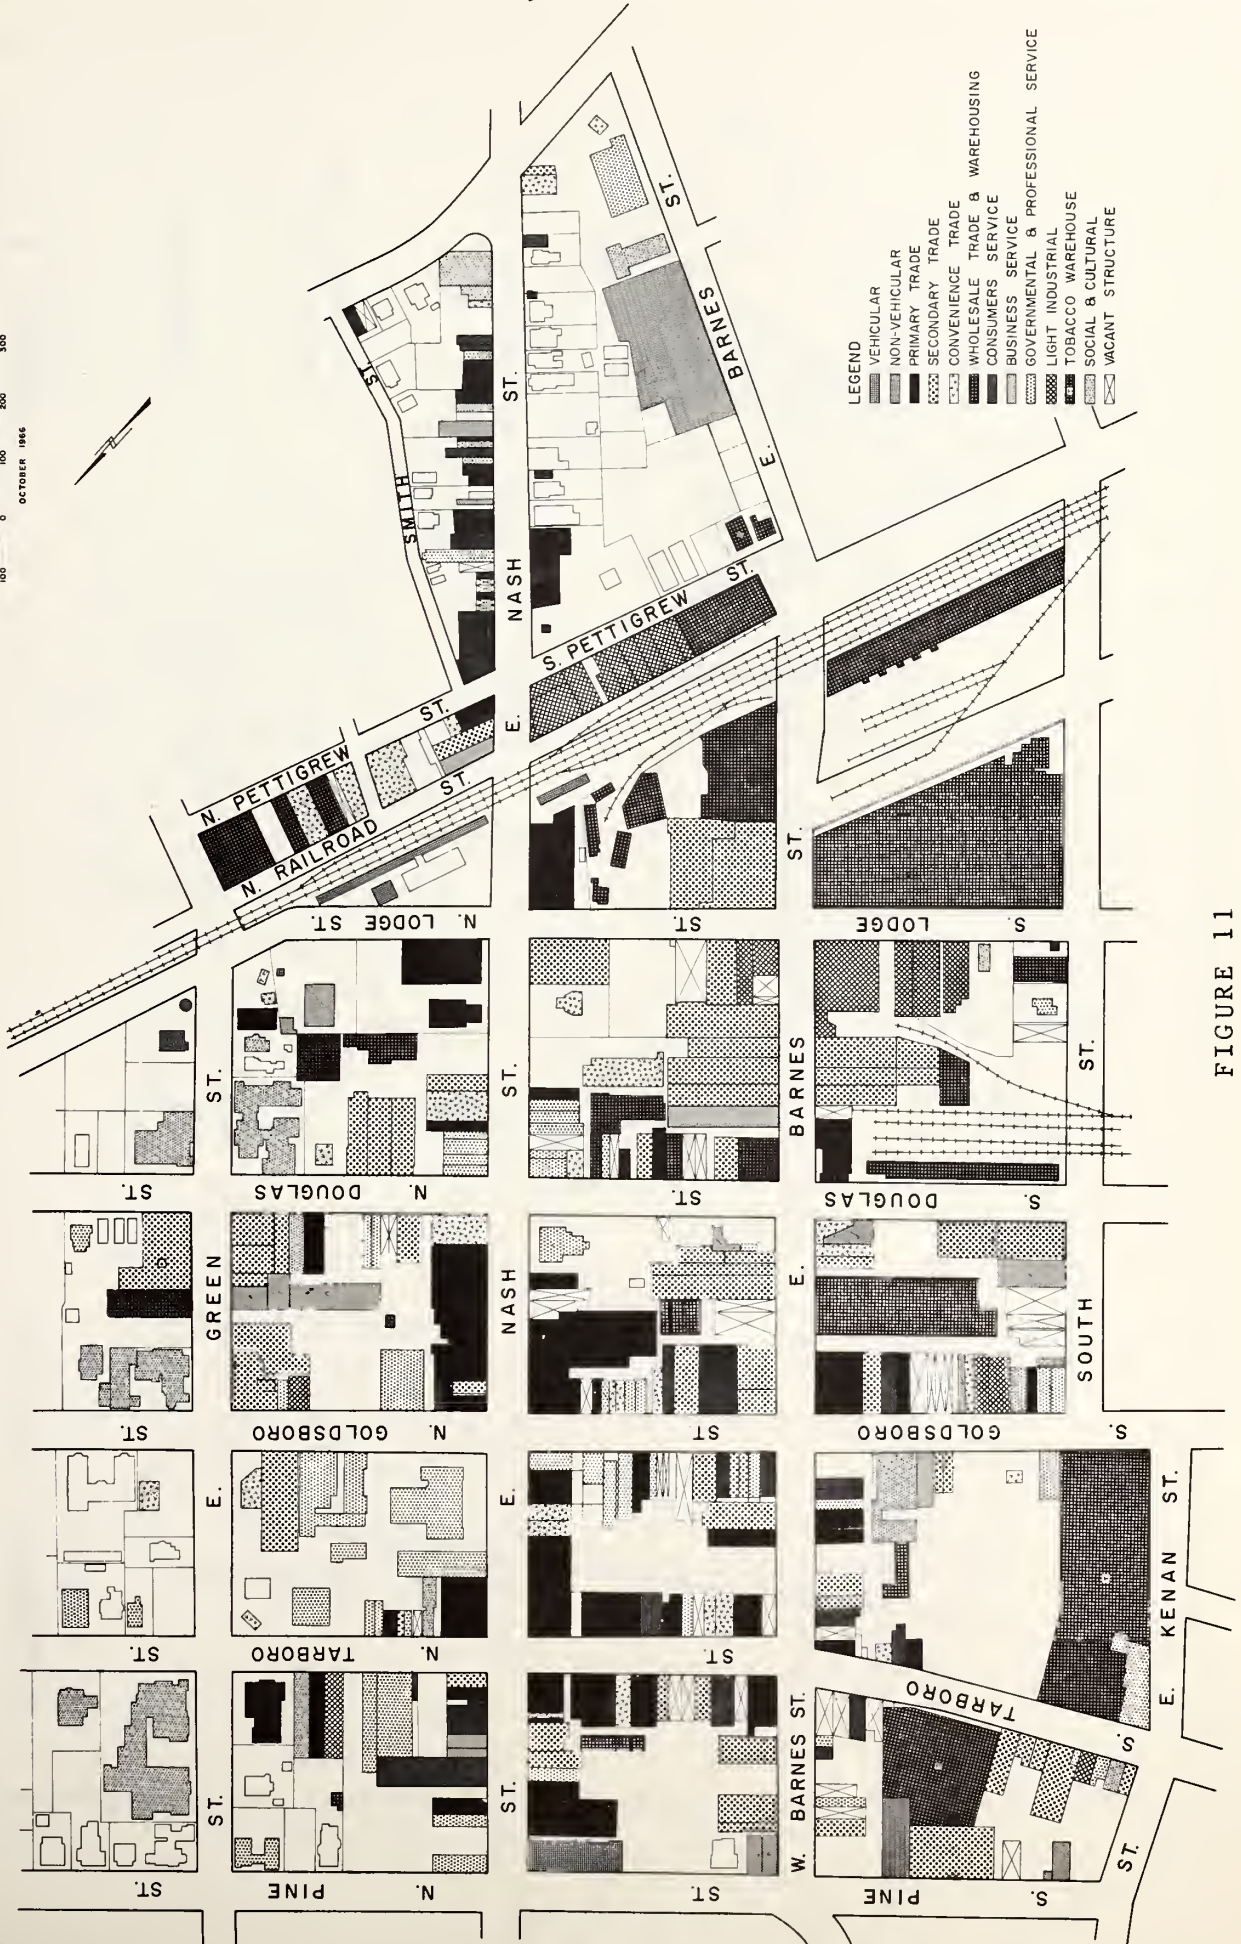 100 0 100 200 300
OCTOBER 1966
LEGEND
VEHICULAR
NON-VEHICULAR
PRIMARY TRADE
SECONDARY TRADE
CONVENIENCE TRADE
WHOLESALE TRADE & WAREHOUSING
CONSUMERS SERVICE
BUSINESS SERVICE
GOVERNMENTAL & PROFESSIONAL SERVICE
LIGHT INDUSTRIAL
TOBACCO WAREHOUSE
SOCIAL & CULTURAL
VACANT STRUCTURE
SMITH ST.
E. NASH ST.
E. BARNES ST.
N. PETTIGREW ST.
S. PETTIGREW ST.
N. RAILROAD ST.
N. LODGE ST.
S. LODGE ST.
N. DOUGLAS ST.
S. DOUGLAS ST.
E. GREEN ST.
ST. NASH E.
ST. BARNES E.
SOUTH ST.
N. GOLDSBORO ST.
S. GOLDSBORO ST.
N. TARBORO ST.
S. TARBORO ST.
E. KENAN ST.
W. BARNES ST.
N. PINE ST.
S. PINE ST.
ST.
FIGURE 11